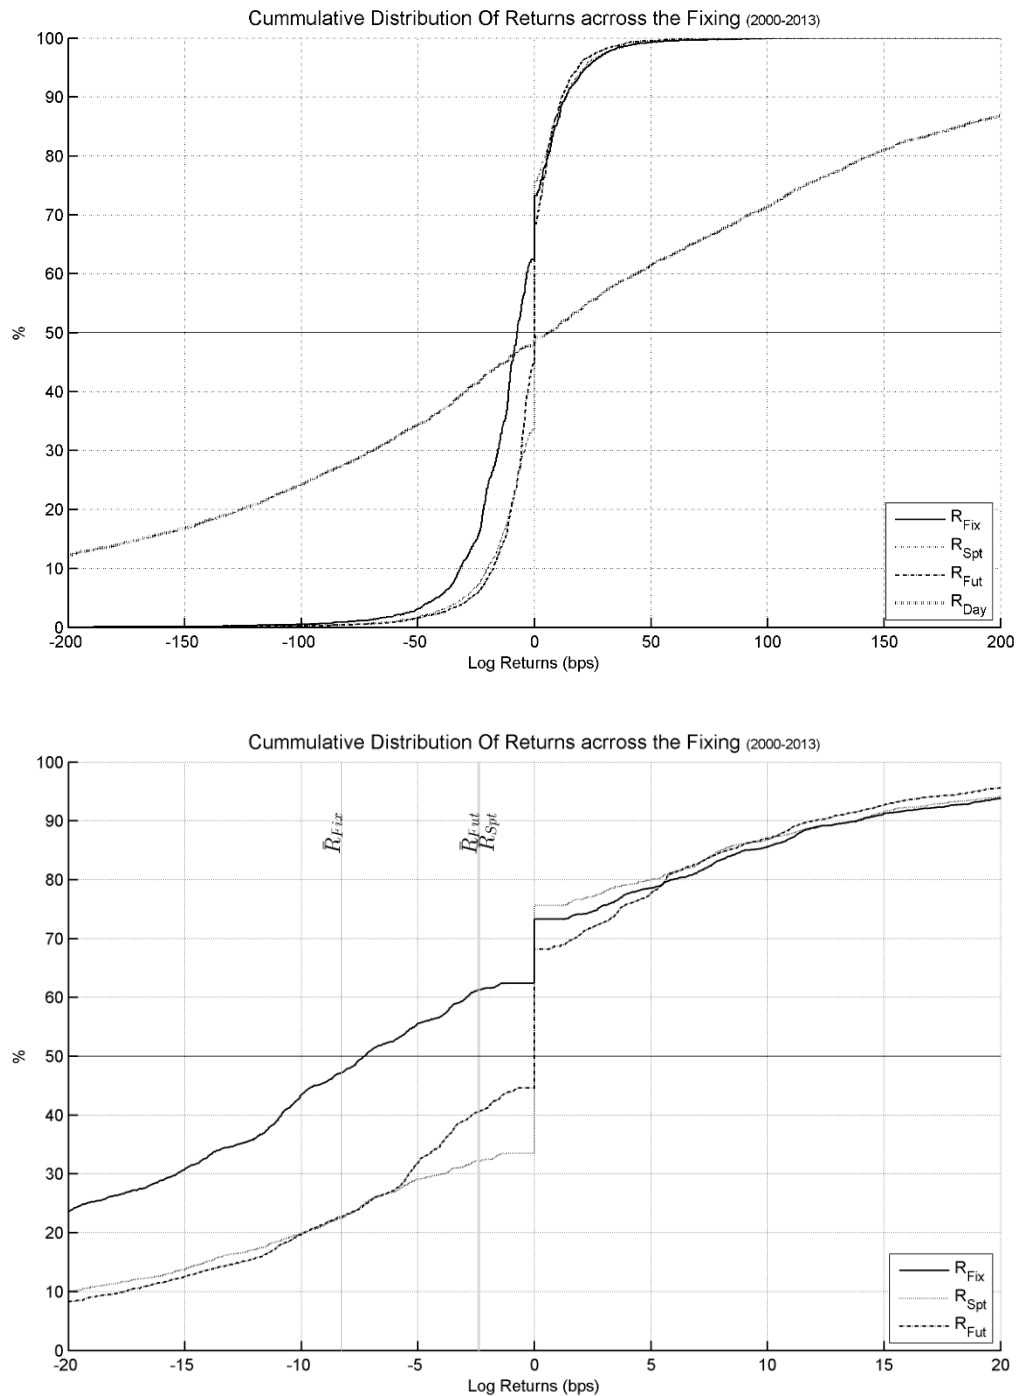 Cummulative Distribution Of Returns acrross the Fixing (2000-2013)
100
90
80
70
60
50
40
30
20
10
0
%
-200 -150 -100 -50 0 50 100 150 200
Log Returns (bps)
R_Fix
R_Spt
R_Fut
R_Day
Cummulative Distribution Of Returns acrross the Fixing (2000-2013)
100
90
80
70
60
50
40
30
20
10
0
%
R̄_Fix
R̄_Fut
R̄_Spt
-20 -15 -10 -5 0 5 10 15 20
Log Returns (bps)
R_Fix
R_Spt
R_Fut